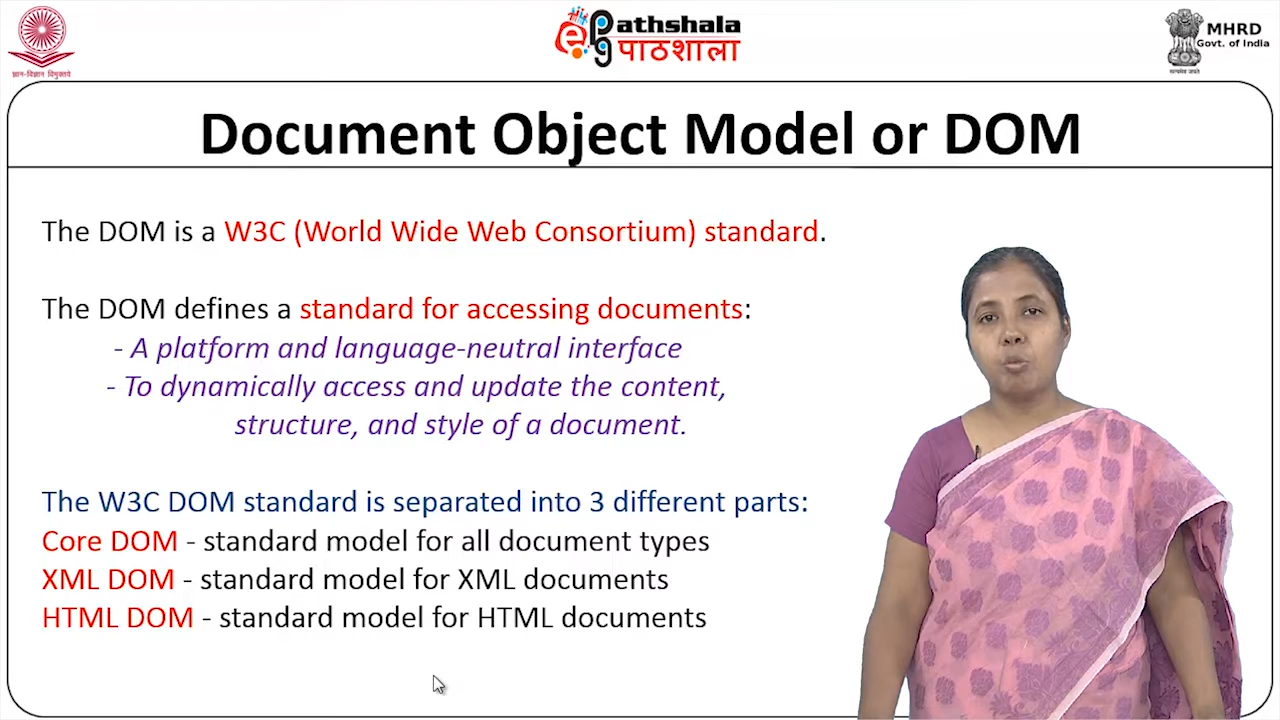 ज्ञान-विज्ञान विमुक्तये
ePathshala
पाठशाला
सत्यमेव जयते
MHRD
Govt. of India
Document Object Model or DOM
The DOM is a W3C (World Wide Web Consortium) standard.
The DOM defines a standard for accessing documents:
- A platform and language-neutral interface
- To dynamically access and update the content,
structure, and style of a document.
The W3C DOM standard is separated into 3 different parts:
Core DOM - standard model for all document types
XML DOM - standard model for XML documents
HTML DOM - standard model for HTML documents